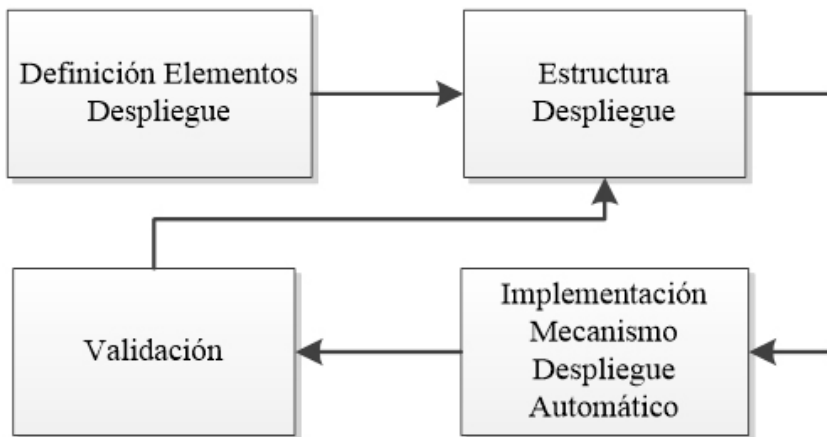 Definición Elementos
Despliegue
Estructura
Despliegue
Validación
Implementación
Mecanismo
Despliegue
Automático